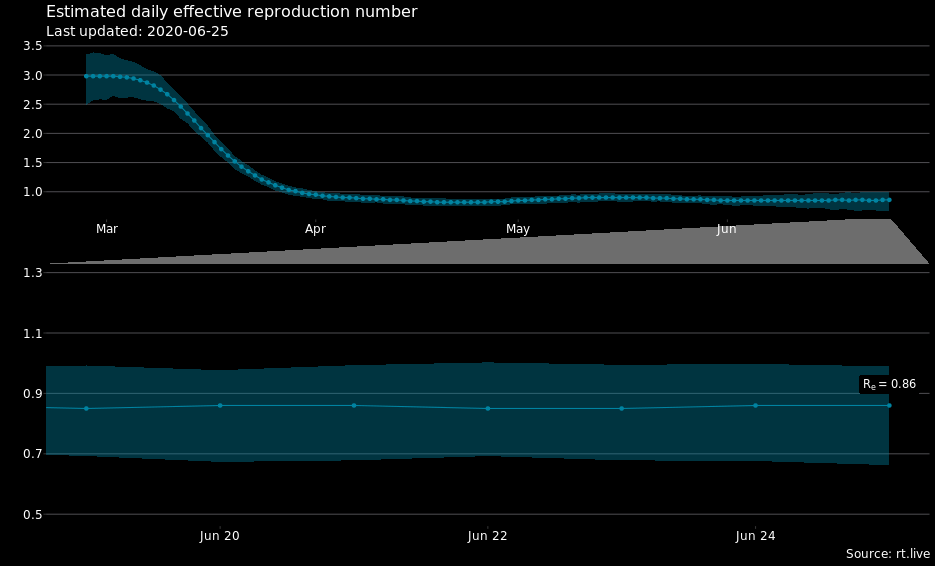 Estimated daily effective reproduction number
Last updated: 2020-06-25
3.5
3.0
2.5
2.0
1.5
1.0
Mar Apr May Jun
1.3
1.1
0.9
Re = 0.86
0.7
0.5
Jun 20 Jun 22 Jun 24
Source: rt.live